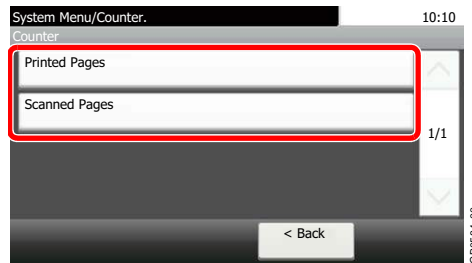 System Menu/Counter.
10:10
Counter
Printed Pages
Scanned Pages
1/1
< Back